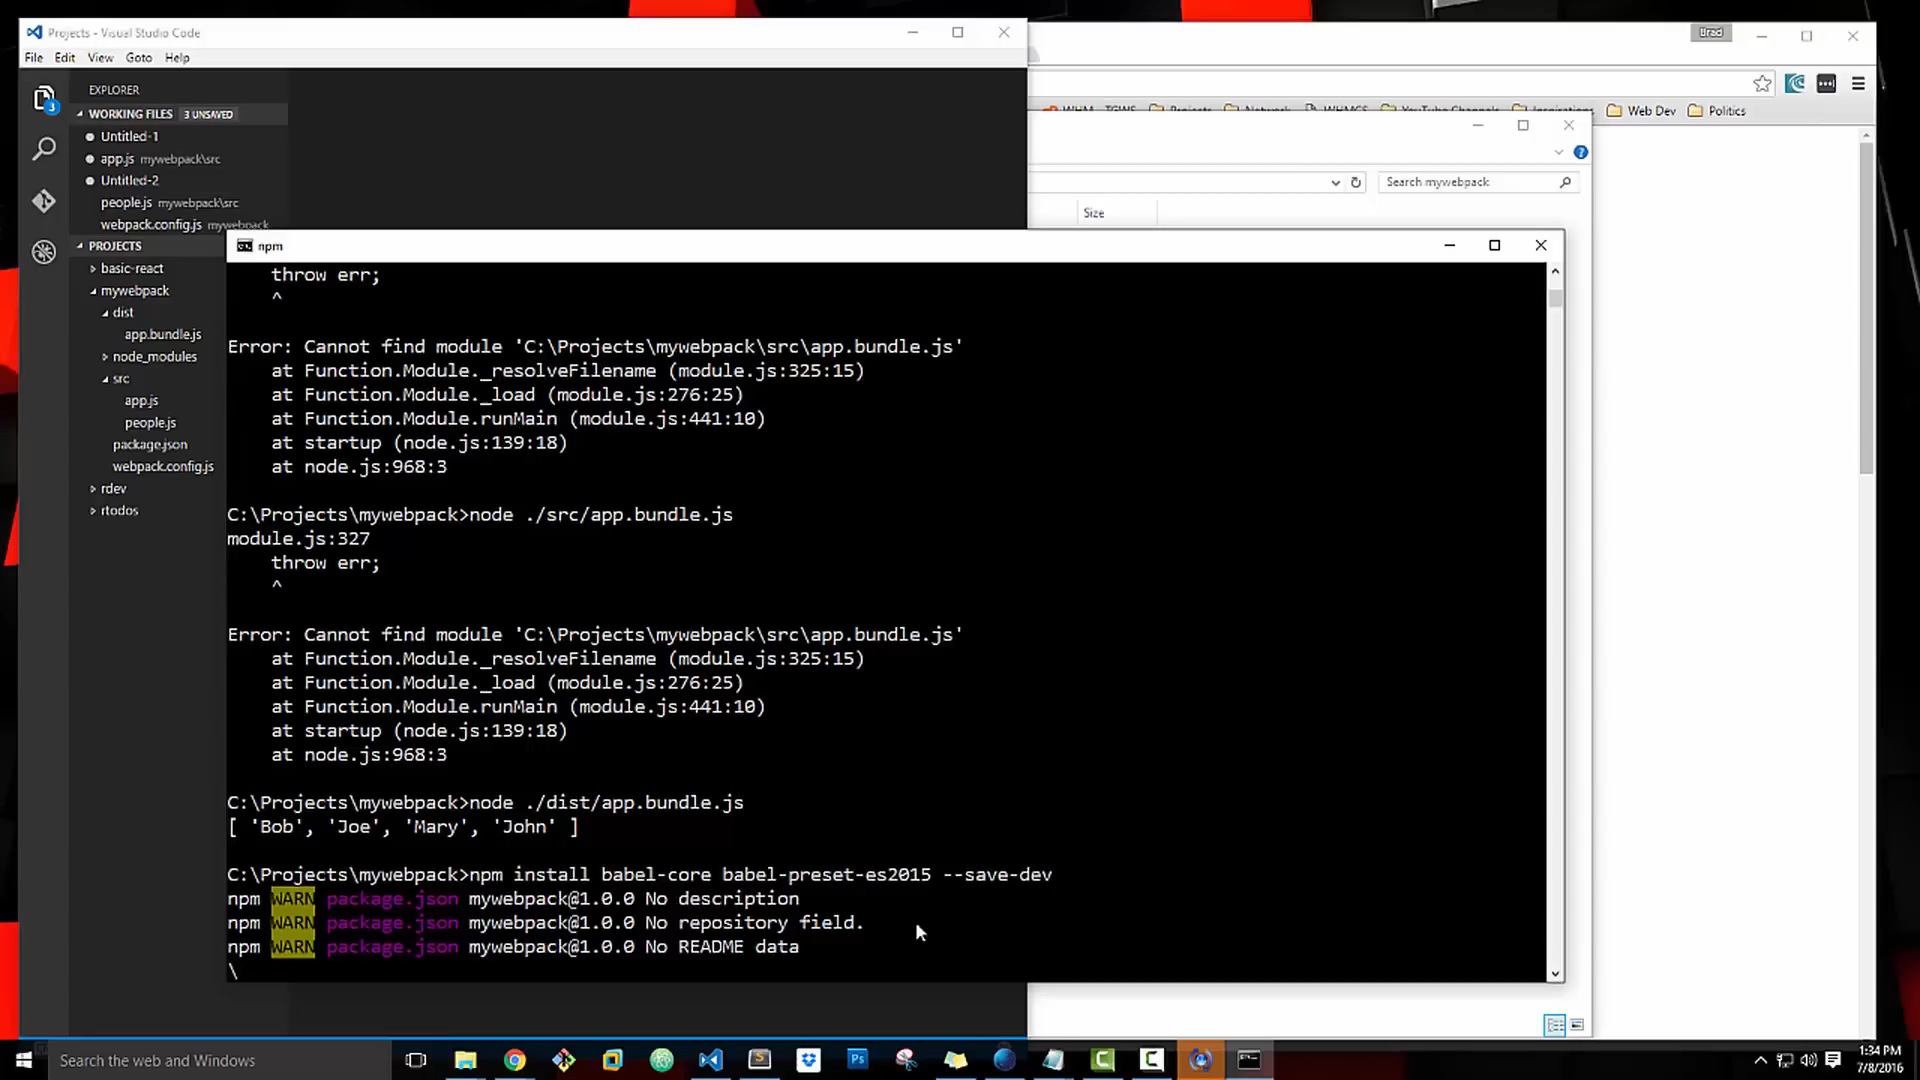 Projects - Visual Studio Code
File Edit View Goto Help
Brad
EXPLORER
WORKING FILES 3 UNSAVED
Untitled-1
app.js mywebpack\src
Untitled-2
people.js mywebpack\src
webpack.config.js mywebpack
PROJECTS
basic-react
mywebpack
dist
app.bundle.js
node_modules
src
app.js
people.js
package.json
webpack.config.js
rdev
rtodos
3
WHM - TGWS Projects Network WHMCS YouTube Channels Inspirations Web Dev Politics
Search mywebpack
Size
npm
throw err;
^
Error: Cannot find module 'C:\Projects\mywebpack\src\app.bundle.js'
at Function.Module._resolveFilename (module.js:325:15)
at Function.Module._load (module.js:276:25)
at Function.Module.runMain (module.js:441:10)
at startup (node.js:139:18)
at node.js:968:3
C:\Projects\mywebpack>node ./src/app.bundle.js
module.js:327
throw err;
^
Error: Cannot find module 'C:\Projects\mywebpack\src\app.bundle.js'
at Function.Module._resolveFilename (module.js:325:15)
at Function.Module._load (module.js:276:25)
at Function.Module.runMain (module.js:441:10)
at startup (node.js:139:18)
at node.js:968:3
C:\Projects\mywebpack>node ./dist/app.bundle.js
[ 'Bob', 'Joe', 'Mary', 'John' ]
C:\Projects\mywebpack>npm install babel-core babel-preset-es2015 --save-dev
npm WARN package.json mywebpack@1.0.0 No description
npm WARN package.json mywebpack@1.0.0 No repository field.
npm WARN package.json mywebpack@1.0.0 No README data
\
Search the web and Windows
Ps
1:34 PM
7/8/2016